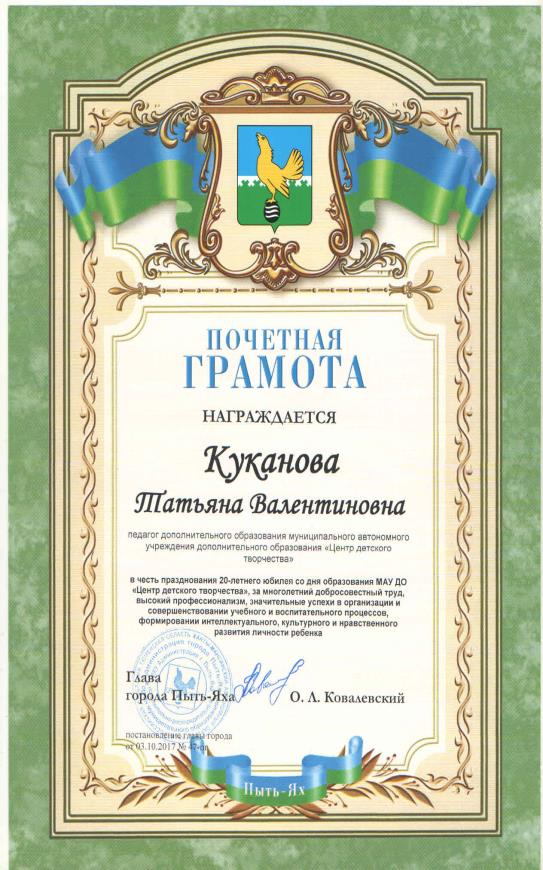 ПОЧЕТНАЯ
ГРАМОТА
НАГРАЖДАЕТСЯ
Куканова
Татьяна Валентиновна
педагог дополнительного образования муниципального автономного
учреждения дополнительного образования «Центр детского
творчества»
в честь празднования 20-летнего юбилея со дня образования МАУ ДО
«Центр детского творчества», за многолетний добросовестный труд,
высокий профессионализм, значительные успехи в организации и
совершенствовании учебного и воспитательного процессов,
формировании интеллектуального, культурного и нравственного
развития личности ребенка
Глава
города Пыть-Яха О. Л. Ковалевский
постановление главы города
от 03.10.2017 №
Пыть-Ях